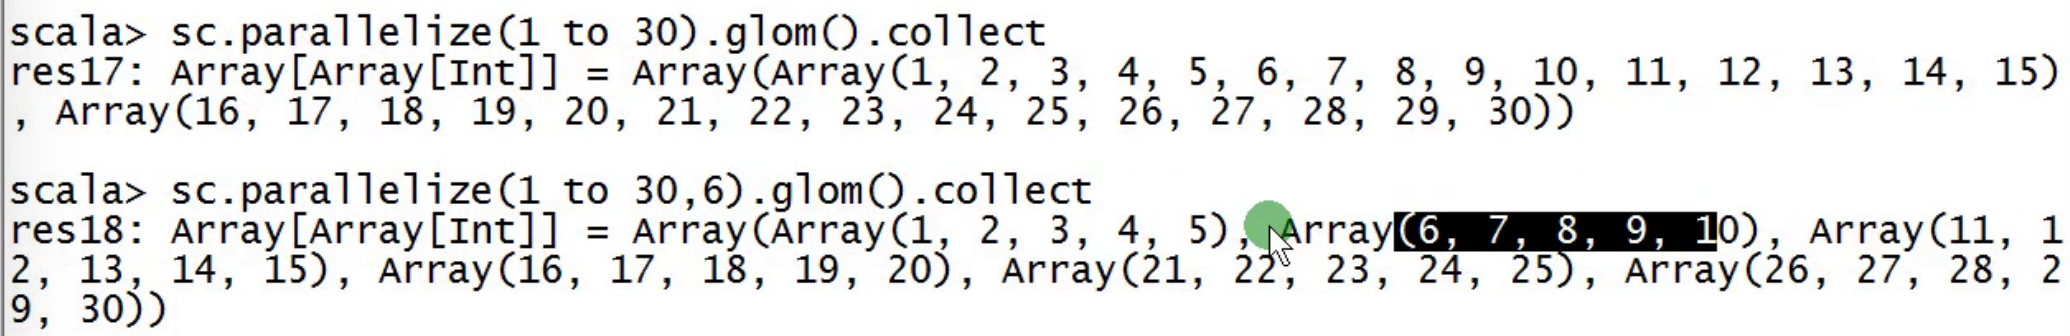 scala> sc.parallelize(1 to 30).glom().collect
res17: Array[Array[Int]] = Array(Array(1, 2, 3, 4, 5, 6, 7, 8, 9, 10, 11, 12, 13, 14, 15)
, Array(16, 17, 18, 19, 20, 21, 22, 23, 24, 25, 26, 27, 28, 29, 30))
scala> sc.parallelize(1 to 30,6).glom().collect
res18: Array[Array[Int]] = Array(Array(1, 2, 3, 4, 5), Array(6, 7, 8, 9, 10), Array(11, 1
2, 13, 14, 15), Array(16, 17, 18, 19, 20), Array(21, 22, 23, 24, 25), Array(26, 27, 28, 2
9, 30))